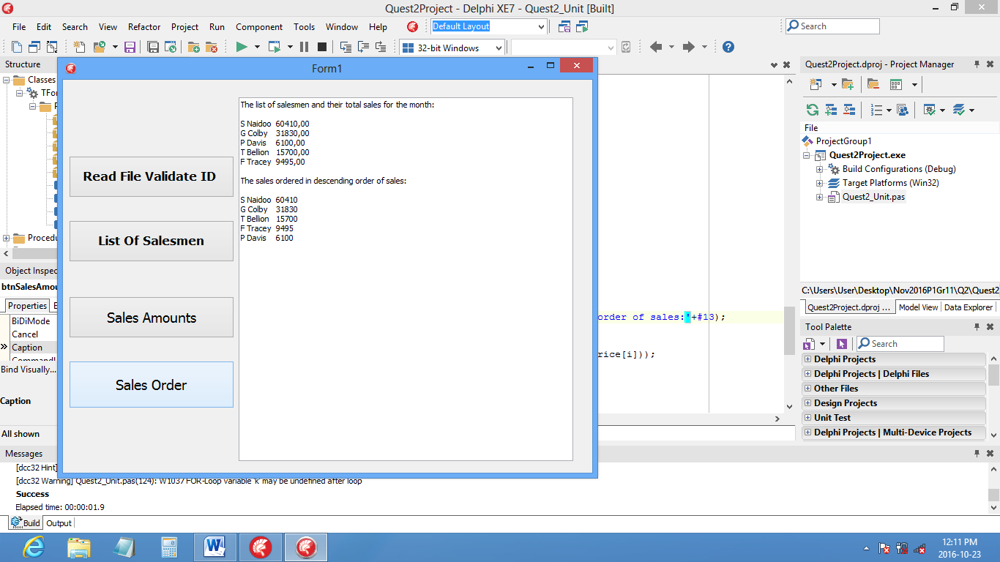 Quest2Project - Delphi XE7 - Quest2_Unit [Built]
File Edit Search View Refactor Project Run Component Tools Window Help Default Layout Search
32-bit Windows
Structure
Classes
TFor
P
Procedu
Form1
Read File Validate ID
List Of Salesmen
Sales Amounts
Sales Order
The list of salesmen and their total sales for the month:
S Naidoo 60410,00
G Colby 31830,00
P Davis 6100,00
T Bellion 15700,00
F Tracey 9495,00
The sales ordered in descending order of sales:
S Naidoo 60410
G Colby 31830
T Bellion 15700
F Tracey 9495
P Davis 6100
order of sales:'+#13);
rice[i]));
Quest2Project.dproj - Project Manager
File
ProjectGroup1
Quest2Project.exe
Build Configurations (Debug)
Target Platforms (Win32)
Quest2_Unit.pas
C:\Users\User\Desktop\Nov2016P1Gr11\Q2\Quest2
Quest2Project.dproj ... Model View Data Explorer
Tool Palette
Search
Delphi Projects
Delphi Projects | Delphi Files
Other Files
Design Projects
Unit Test
Delphi Projects | Multi-Device Projects
Object Inspec
btnSalesAmou
Properties E
BiDiMode
Cancel
Caption
Bind Visually...
Caption
All shown
Messages
[dcc32 Hint]
[dcc32 Warning] Quest2_Unit.pas(124): W1037 FOR-Loop variable 'k' may be undefined after loop
Success
Elapsed time: 00:00:01.9
Build Output
12:11 PM
2016-10-23